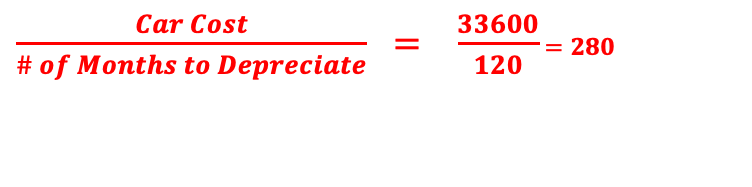 Car Cost
# of Months to Depreciate
=
33600
120
= 280